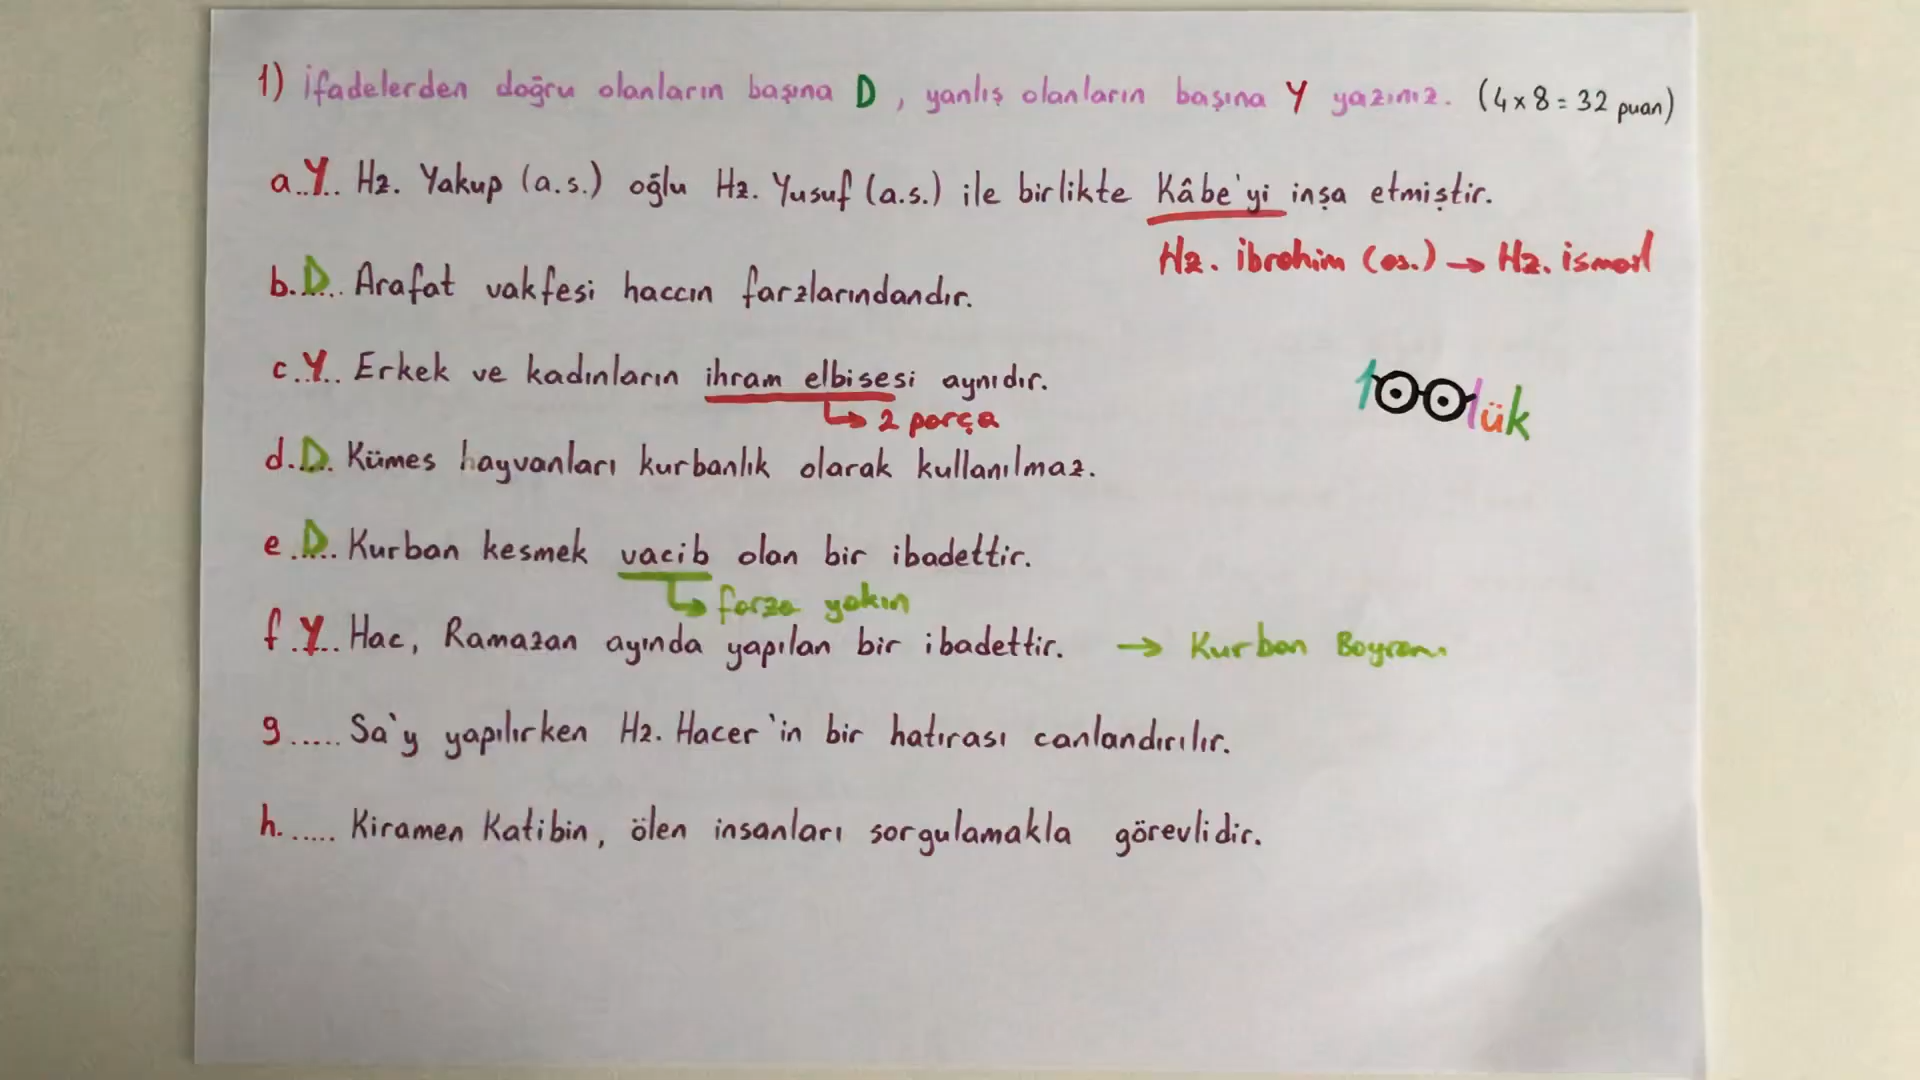 1) İfadelerden doğru olanların başına D, yanlış olanların başına Y yazınız. (4x8=32 puan)
a..Y.. Hz. Yakup (a.s.) oğlu Hz. Yusuf (a.s.) ile birlikte Kâbe'yi inşa etmiştir.
Hz. İbrahim (as.) → Hz. İsmail
b.D... Arafat vakfesi haccın farzlarındandır.
c.Y.. Erkek ve kadınların ihram elbisesi aynıdır.
↳ 2 parça
100lük
d.D.. Kümes hayvanları kurbanlık olarak kullanılmaz.
e.D.. Kurban kesmek vacib olan bir ibadettir.
↳ farza yakın
f.Y.. Hac, Ramazan ayında yapılan bir ibadettir. → Kurban Bayramı
g..... Sa'y yapılırken Hz. Hacer'in bir hatırası canlandırılır.
h...... Kiramen Katibin, ölen insanları sorgulamakla görevlidir.